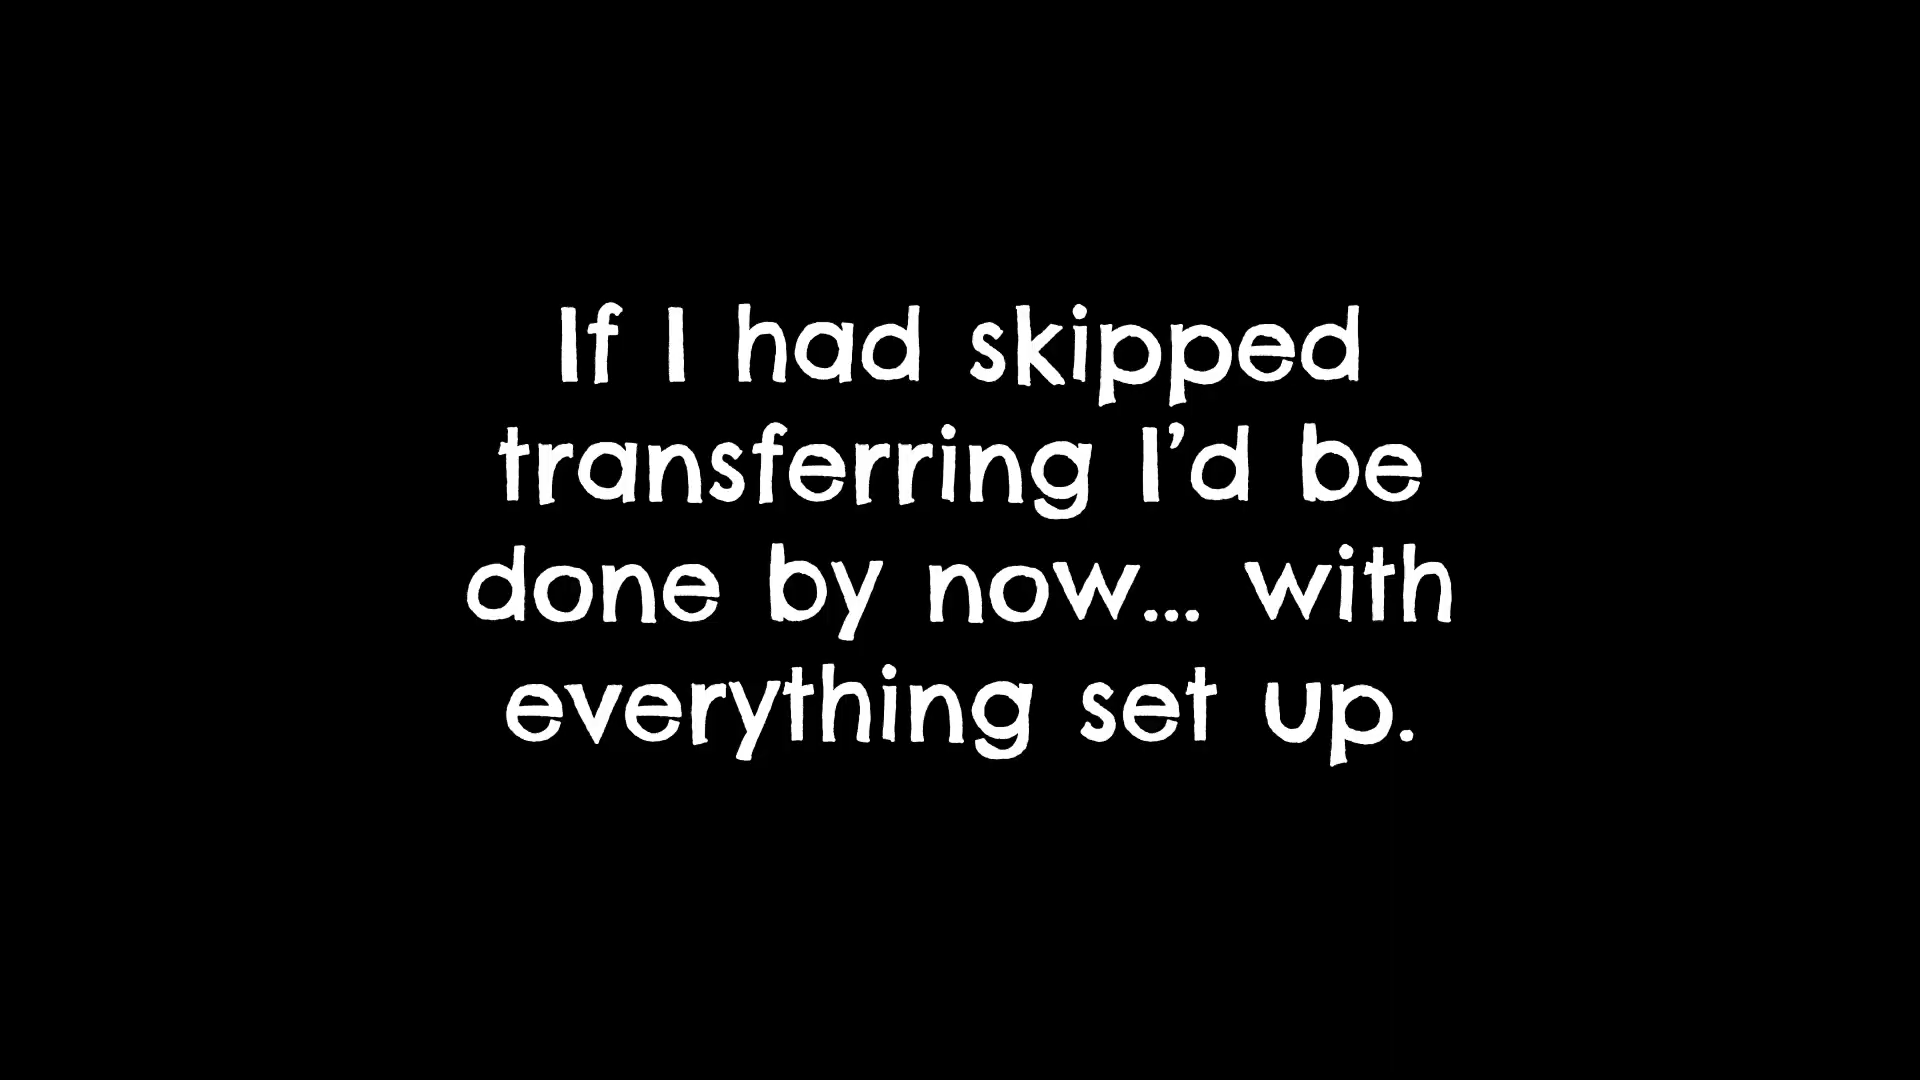 If I had skipped
transferring I’d be
done by now... with
everything set up.